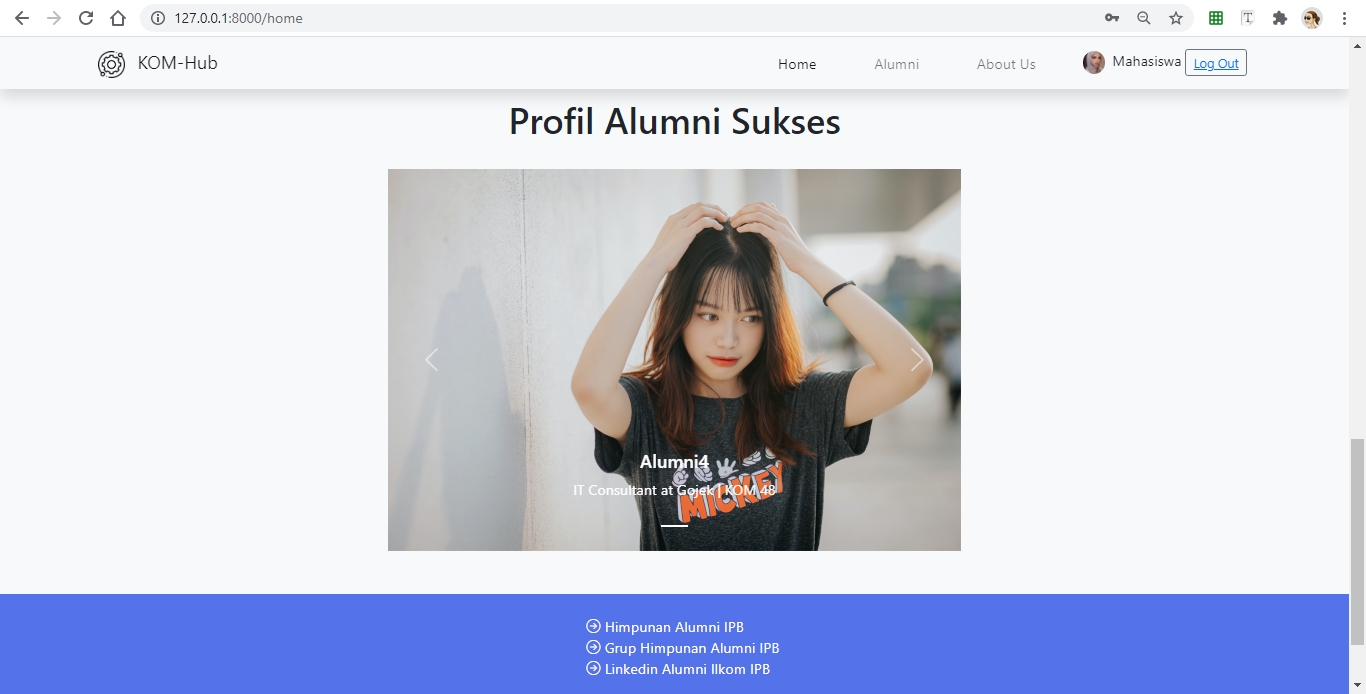 127.0.0.1:8000/home
KOM-Hub
Home
Alumni
About Us
Mahasiswa
Log Out
Profil Alumni Sukses
Alumni4
IT Consultant at Gojek | KOM 48
MICKEY
Himpunan Alumni IPB
Grup Himpunan Alumni IPB
Linkedin Alumni Ilkom IPB